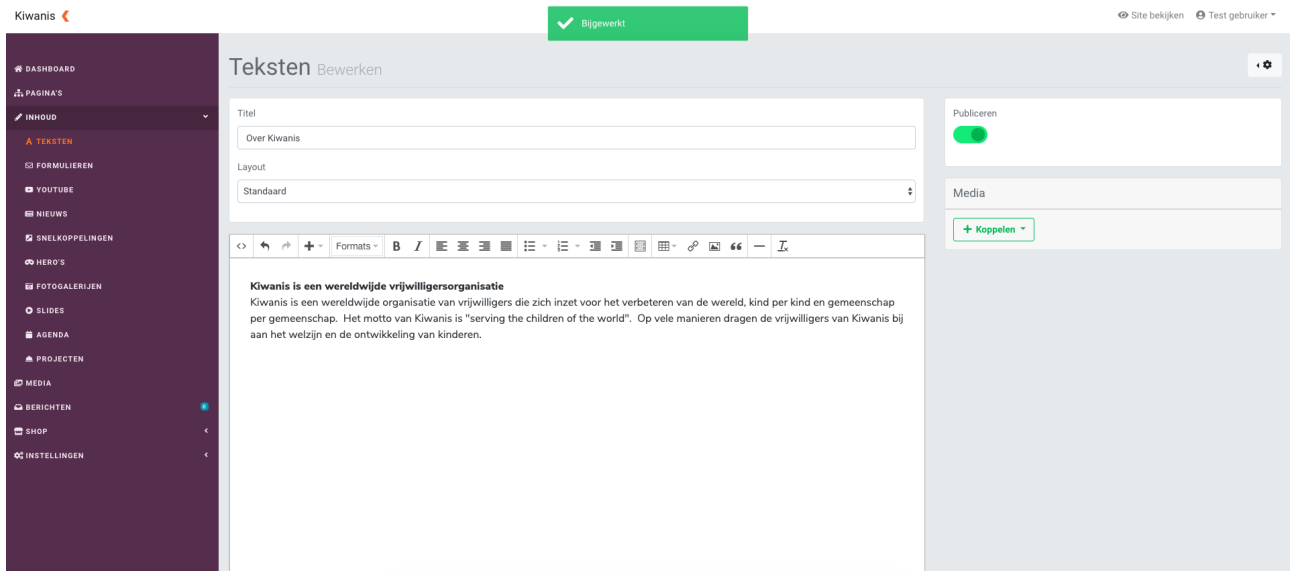 Kiwanis
Bijgewerkt
Site bekijken
Test gebruiker
DASHBOARD
PAGINA'S
INHOUD
TEKSTEN
FORMULIEREN
YOUTUBE
NIEUWS
SNELKOPPELINGEN
HERO'S
FOTOGALERIJEN
SLIDES
AGENDA
PROJECTEN
MEDIA
BERICHTEN
SHOP
INSTELLINGEN
Teksten Bewerken
Titel
Over Kiwanis
Layout
Standaard
Formats
Kiwanis is een wereldwijde vrijwilligersorganisatie
Kiwanis is een wereldwijde organisatie van vrijwilligers die zich inzet voor het verbeteren van de wereld, kind per kind en gemeenschap
per gemeenschap. Het motto van Kiwanis is "serving the children of the world". Op vele manieren dragen de vrijwilligers van Kiwanis bij
aan het welzijn en de ontwikkeling van kinderen.
Publiceren
Media
+ Koppelen